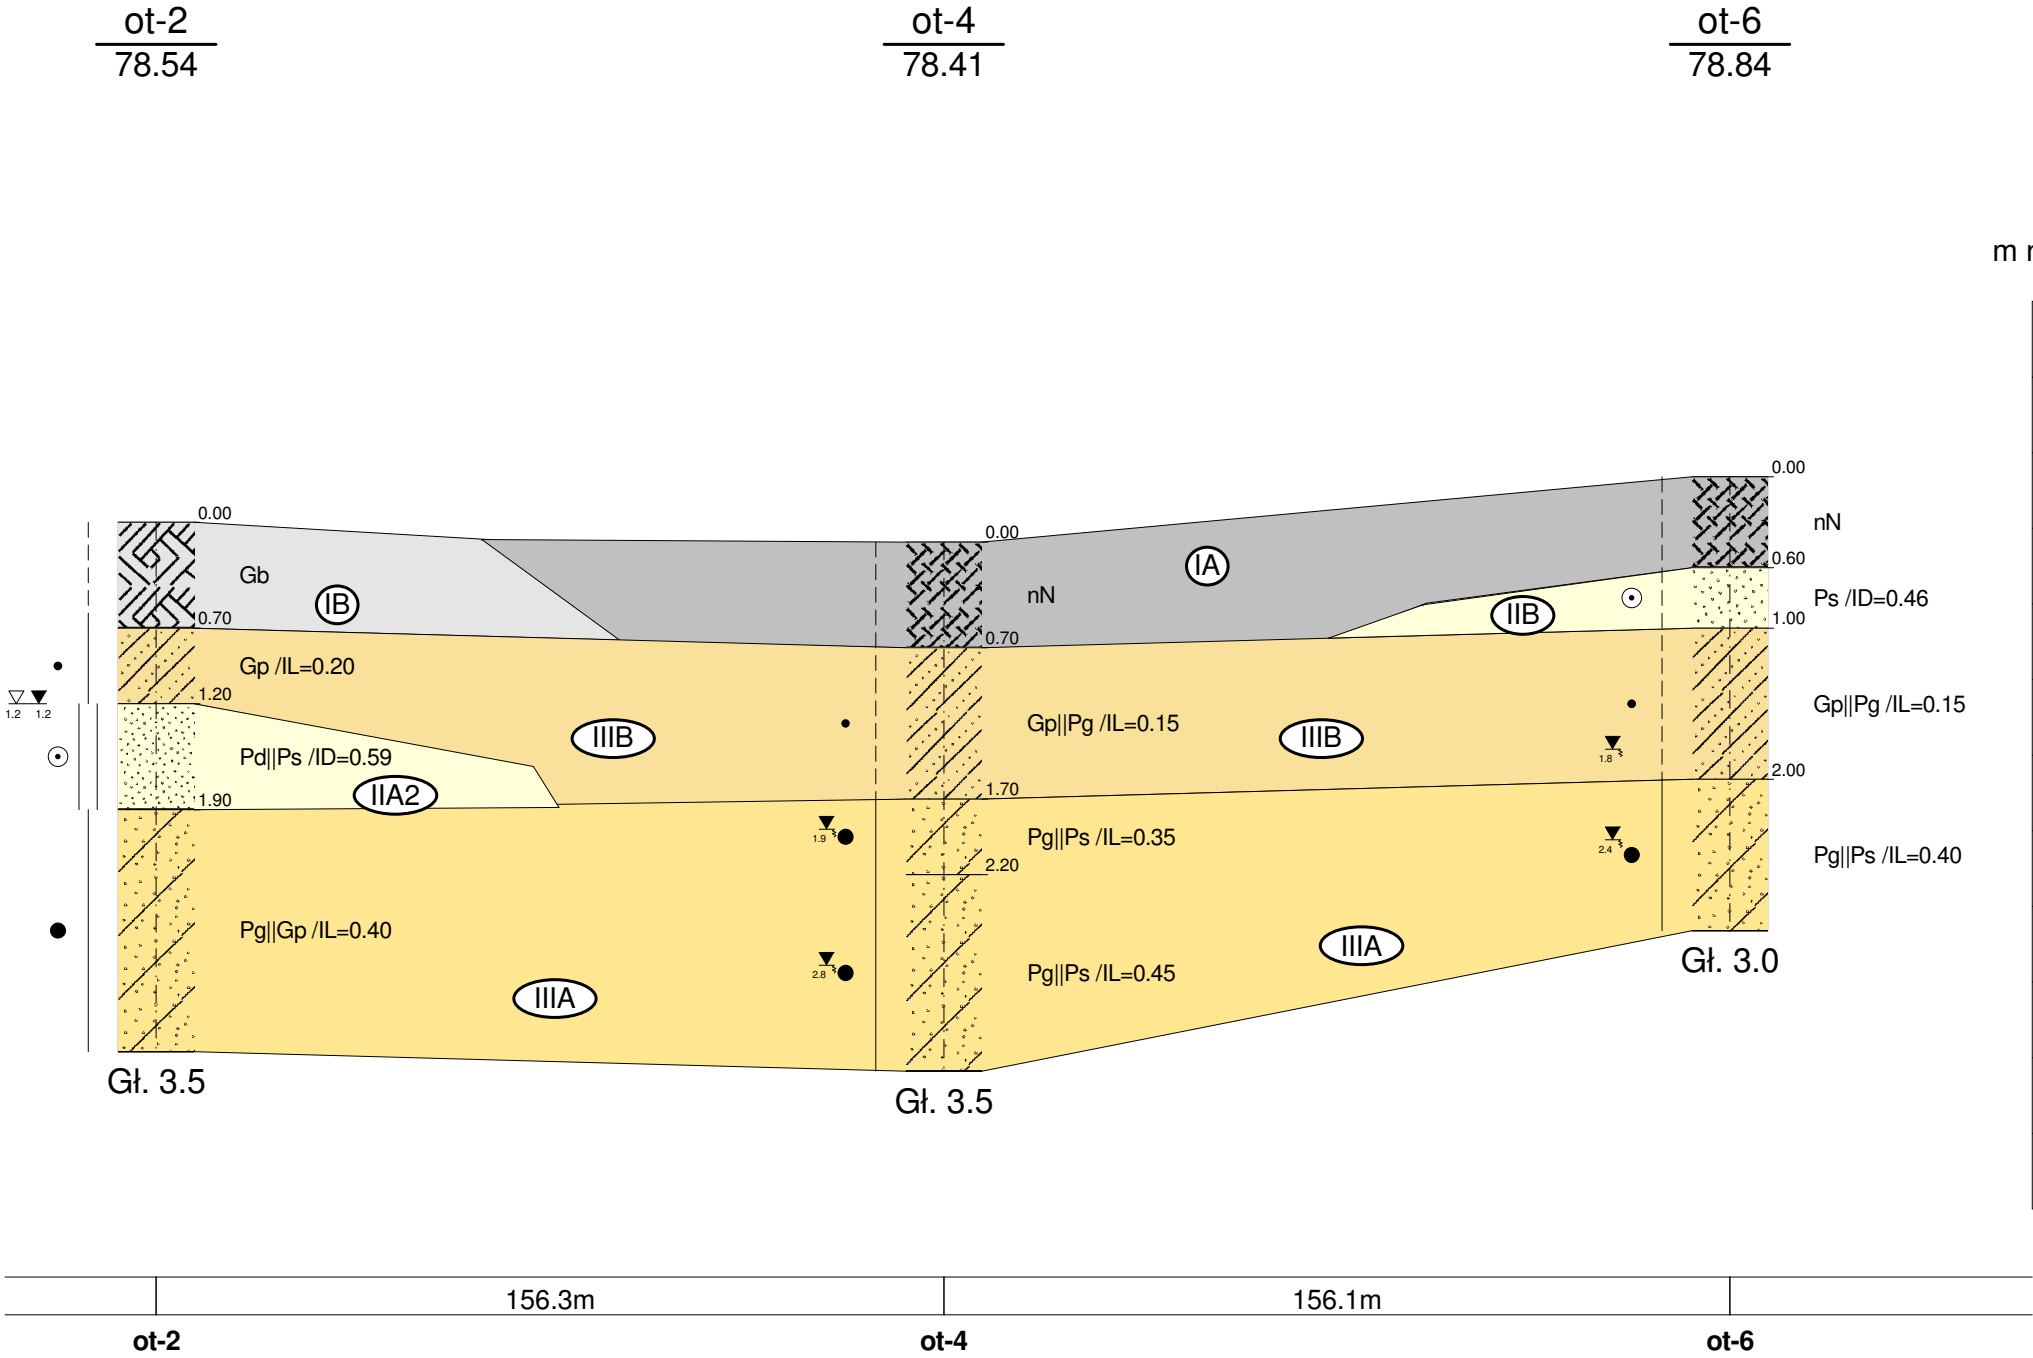 ot-2 ot-4 ot-6
78.54 78.41 78.84
m
0.00
nN
0.00
0.00
0.60
IA
Gb
nN
Ps /ID=0.46
IB
IIB
0.70
1.00
0.70
Gp /IL=0.20
1.20
Gp||Pg /IL=0.15
Gp||Pg /IL=0.15
1.2 1.2
IIIB
IIIB
Pd||Ps /ID=0.59
1.8
2.00
IIA2
1.90
1.70
1.9
Pg||Ps /IL=0.35
2.4
Pg||Ps /IL=0.40
2.20
Pg||Gp /IL=0.40
IIIA
Gł. 3.0
2.8
Pg||Ps /IL=0.45
IIIA
Gł. 3.5
Gł. 3.5
156.3m 156.1m
ot-2 ot-4 ot-6